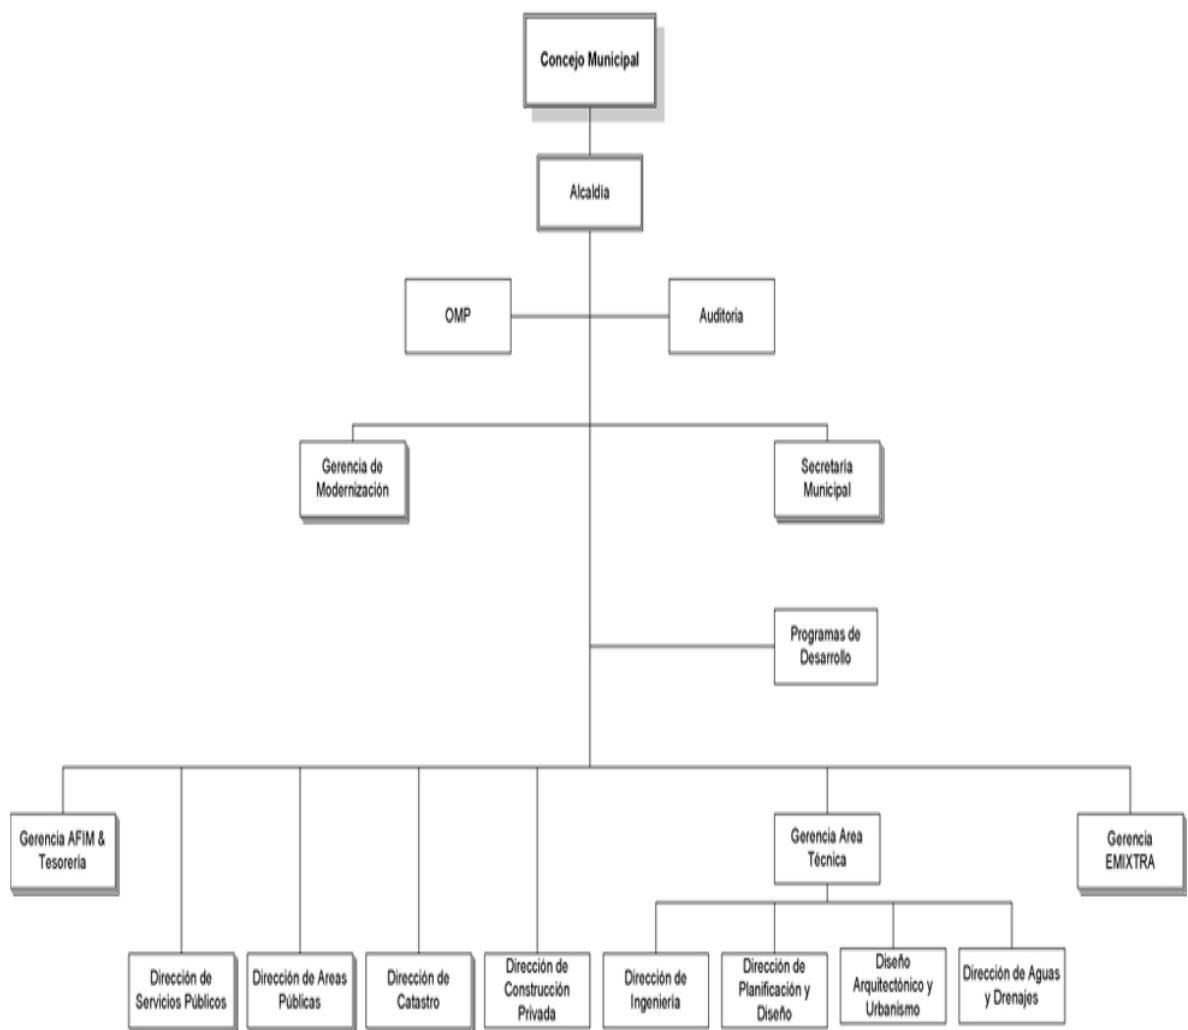 Concejo Municipal
Alcaldía
OMP
Auditoria
Gerencia de
Modernización
Secretaría
Municipal
Programas de
Desarrollo
Gerencia AFIM &
Tesorería
Gerencia Area
Técnica
Gerencia
EMIXTRA
Dirección de
Servicios Públicos
Dirección de Areas
Públicas
Dirección de
Catastro
Dirección de
Construcción
Privada
Dirección de
Ingeniería
Dirección de
Planificación y
Diseño
Diseño
Arquitectónico y
Urbanismo
Dirección de Aguas
y Drenajes